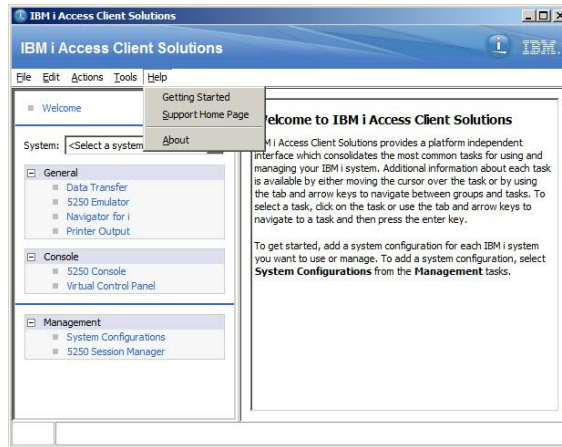 IBM i Access Client Solutions
IBM i Access Client Solutions
IBM.
File Edit Actions Tools Help
Getting Started
Support Home Page
About
Welcome
System: <Select a system
General
Data Transfer
5250 Emulator
Navigator for i
Printer Output
Console
5250 Console
Virtual Control Panel
Management
System Configurations
5250 Session Manager
elcome to IBM i Access Client Solutions
M i Access Client Solutions provides a platform independent
interface which consolidates the most common tasks for using and
managing your IBM i system. Additional information about each task
is available by either moving the cursor over the task or by using
the tab and arrow keys to navigate between groups and tasks. To
select a task, click on the task or use the tab and arrow keys to
navigate to a task and then press the enter key.
To get started, add a system configuration for each IBM i system
you want to use or manage. To add a system configuration, select
System Configurations from the Management tasks.